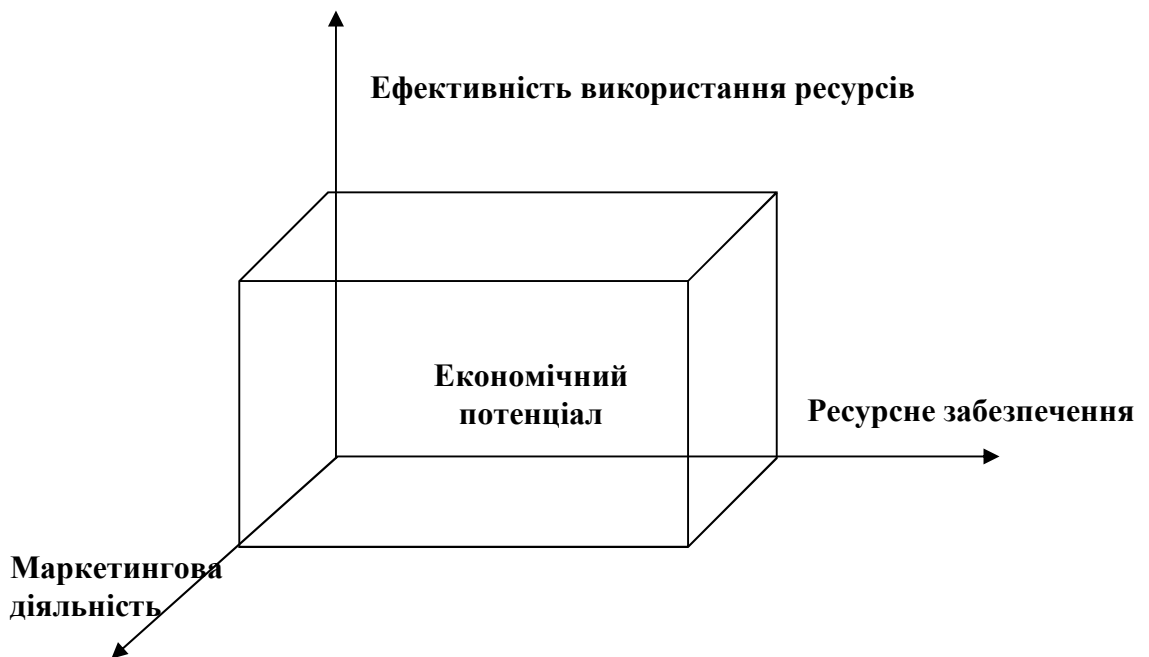 Ефективність використання ресурсів
Економічний
потенціал
Ресурсне забезпечення
Маркетингова
діяльність